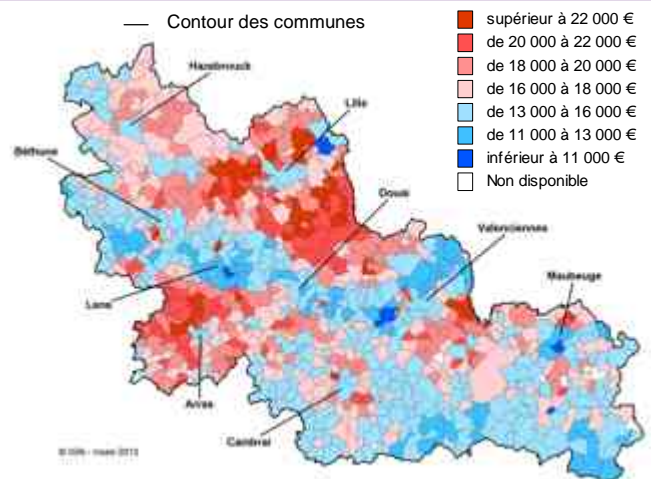 Contour des communes
supérieur à 22 000 €
de 20 000 à 22 000 €
de 18 000 à 20 000 €
de 16 000 à 18 000 €
de 13 000 à 16 000 €
de 11 000 à 13 000 €
inférieur à 11 000 €
Non disponible
Hazebrouck
Lille
Béthune
Douai
Valenciennes
Maubeuge
Lens
Arras
Cambrai